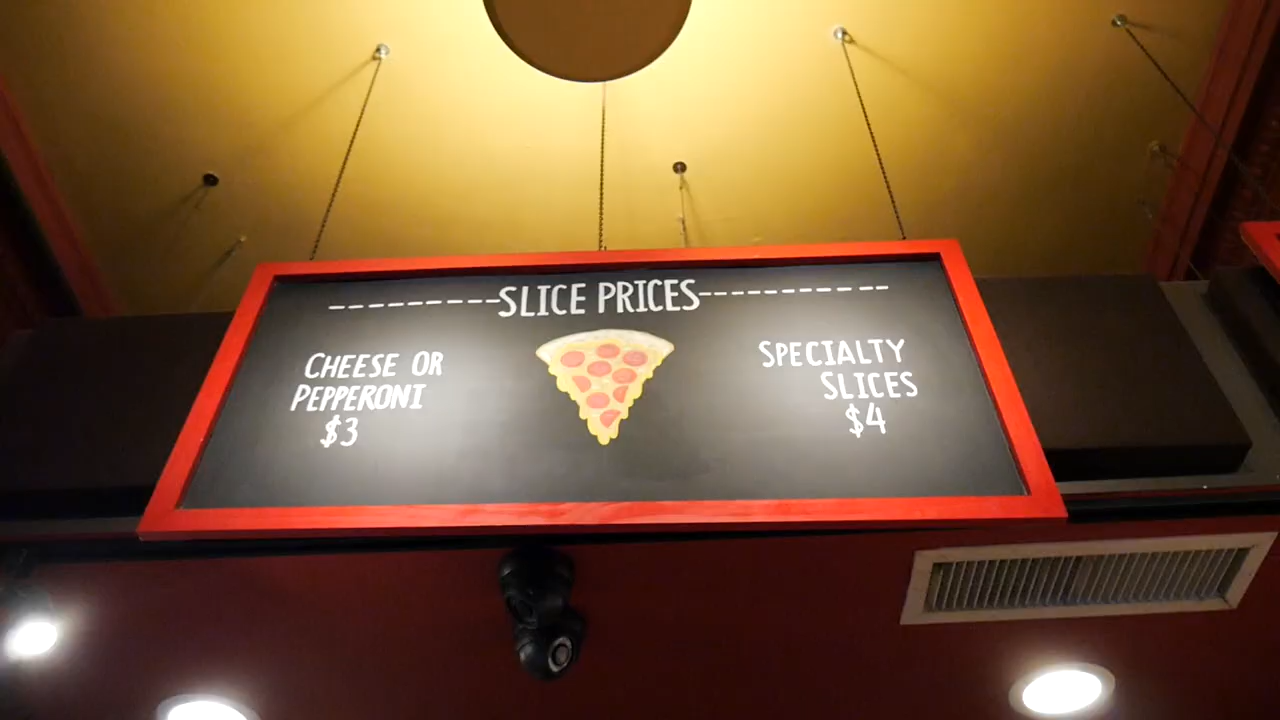 SLICE PRICES
CHEESE OR
PEPPERONI
$3
SPECIALTY
SLICES
$4